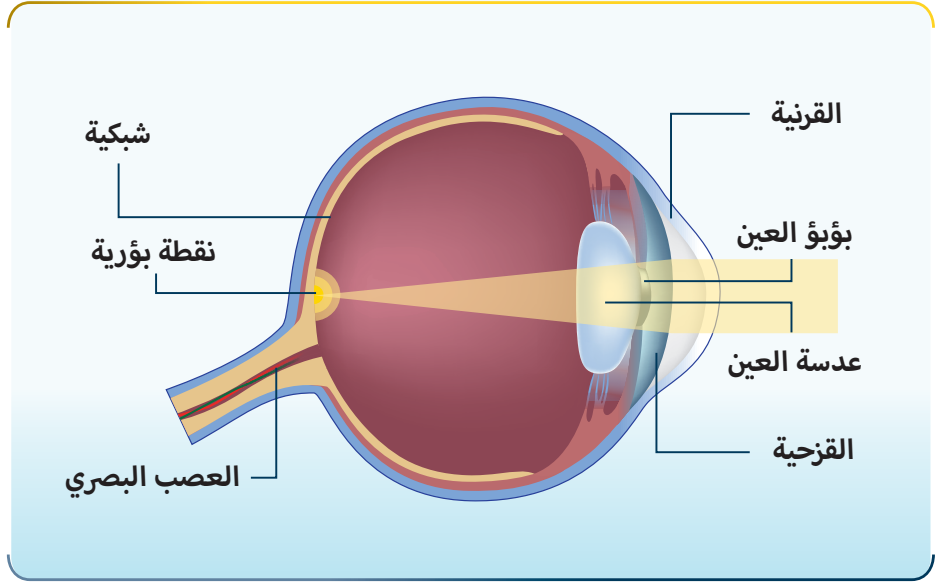 القرنية
شبكية
بؤبؤ العين
نقطة بؤرية
عدسة العين
القزحية
العصب البصري